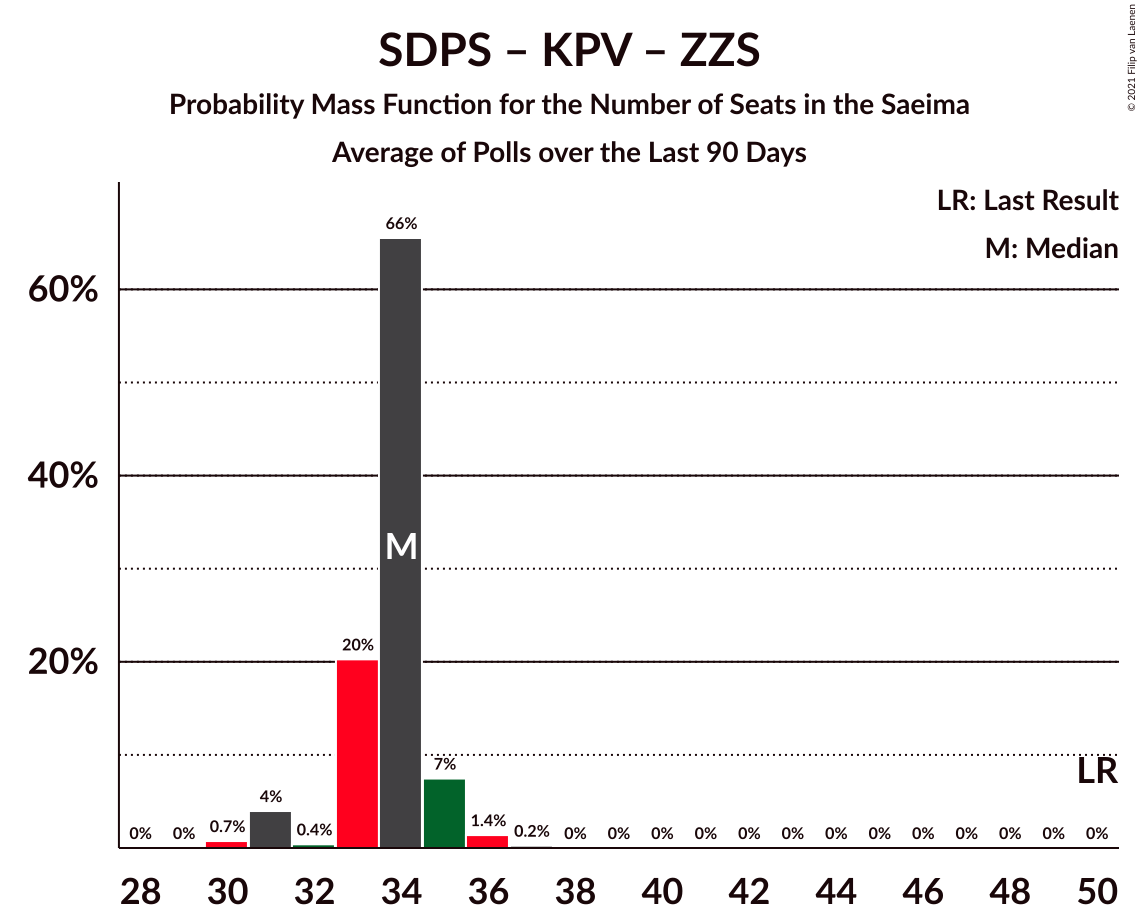 SDPS – KPV – ZZS
Probability Mass Function for the Number of Seats in the Saeima
Average of Polls over the Last 90 Days
© 2021 Filip van Laenen
LR: Last Result
M: Median
60%
40%
20%
0% 0% 0.7% 4% 0.4% 20% 66% 7% 1.4% 0.2% 0% 0% 0% 0% 0% 0% 0% 0% 0% 0% 0% 0% 0%
M
LR
28 30 32 34 36 38 40 42 44 46 48 50